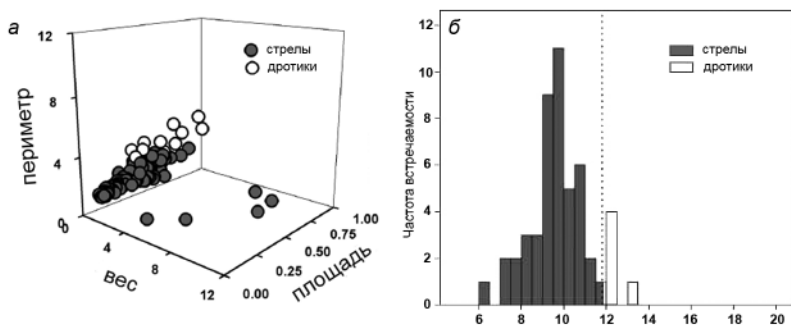 а
стрелы
дротики
периметр
12
8
4
0
0
4
8
12
вес
0.00
0.25
0.50
0.75
1.00
площадь
б
стрелы
дротики
Частота встречаемости
12
10
8
6
4
2
0
6 8 10 12 14 16 18 20